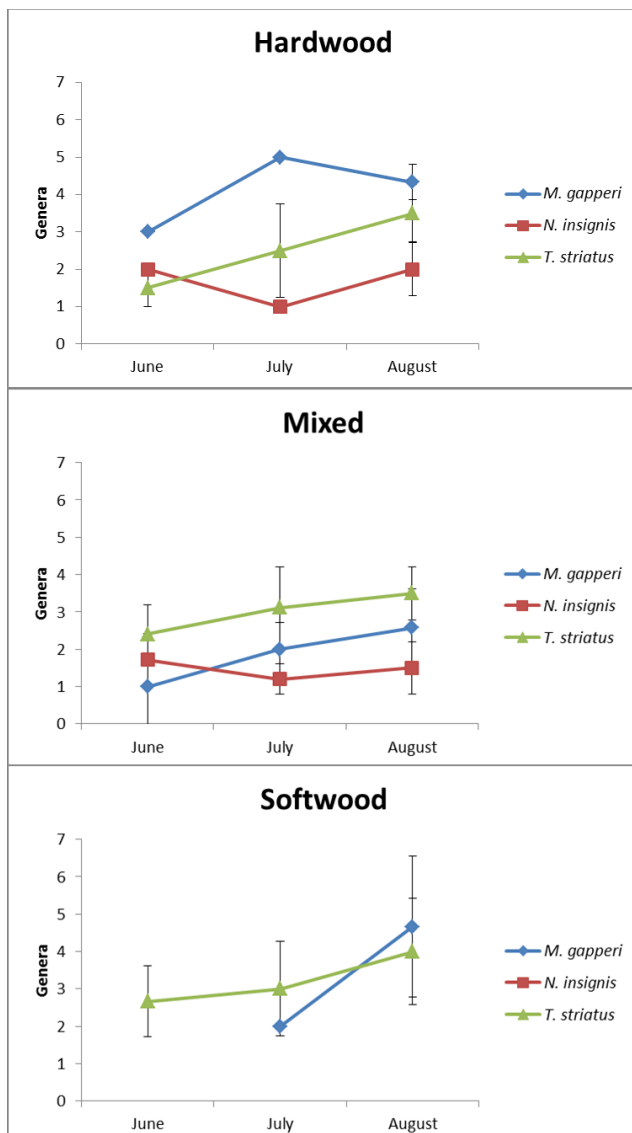 Hardwood
7
6
5
4
3
2
1
0
Genera
June July August
M. gapperi
N. insignis
T. striatus
Mixed
7
6
5
4
3
2
1
0
Genera
June July August
M. gapperi
N. insignis
T. striatus
Softwood
7
6
5
4
3
2
1
0
Genera
June July August
M. gapperi
N. insignis
T. striatus